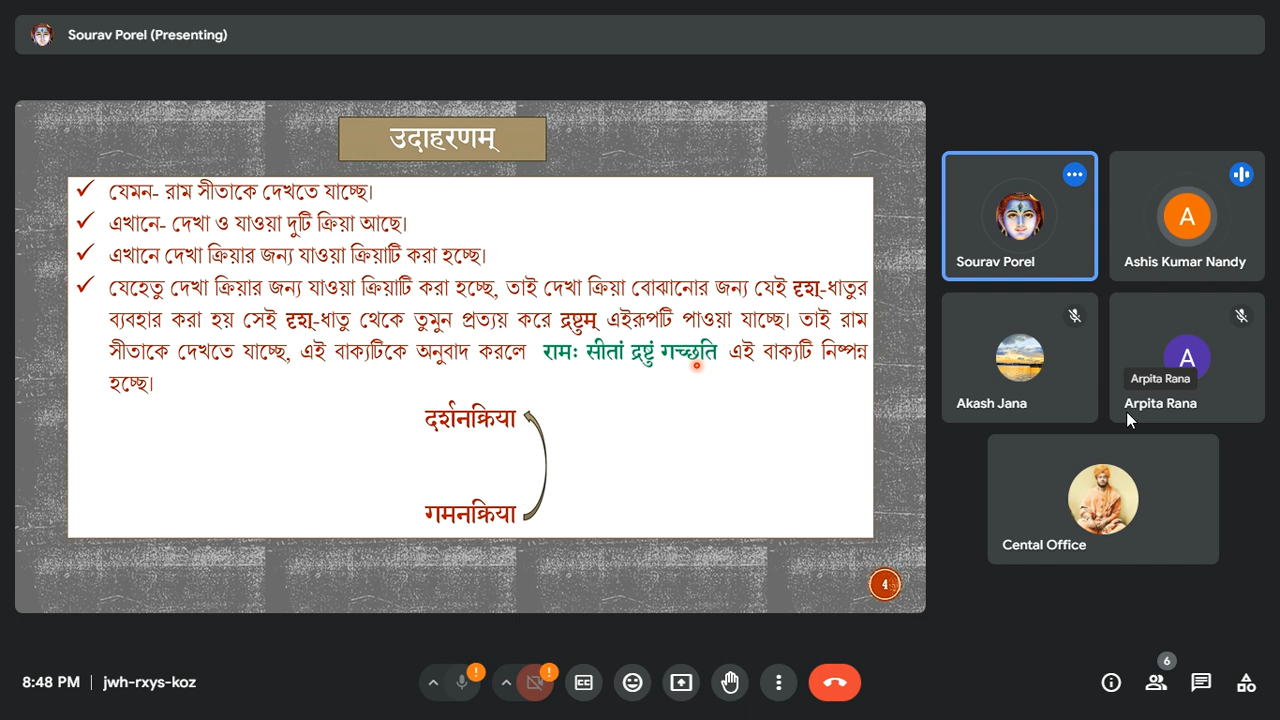 Sourav Porel (Presenting)
उदाहरणम्
✓ যেমন- রাম সীতাকে দেখতে যাচ্ছে।
✓ এখানে- দেখা ও যাওয়া দুটি ক্রিয়া আছে।
✓ এখানে দেখা ক্রিয়ার জন্য যাওয়া ক্রিয়াটি করা হচ্ছে।
✓ যেহেতু দেখা ক্রিয়ার জন্য যাওয়া ক্রিয়াটি করা হচ্ছে, তাই দেখা ক্রিয়া বোঝানোর জন্য যেই दृश्-ধাতুর
ব্যবহার করা হয় সেই दृश्-ধাতু থেকে তুমুন প্রত্যয় করে द्रष्टुम् এইরূপটি পাওয়া যাচ্ছে। তাই রাম
সীতাকে দেখতে যাচ্ছে, এই বাক্যটিকে অনুবাদ করলে रामः सीतां द्रष्टुं गच्छति এই বাক্যটি নিষ্পন্ন
হচ্ছে।
दर्शनक्रिया
गमनक्रिया
4
Sourav Porel
A
Ashis Kumar Nandy
Akash Jana
A
Arpita Rana
Arpita Rana
Cental Office
8:48 PM | jwh-rxys-koz
6